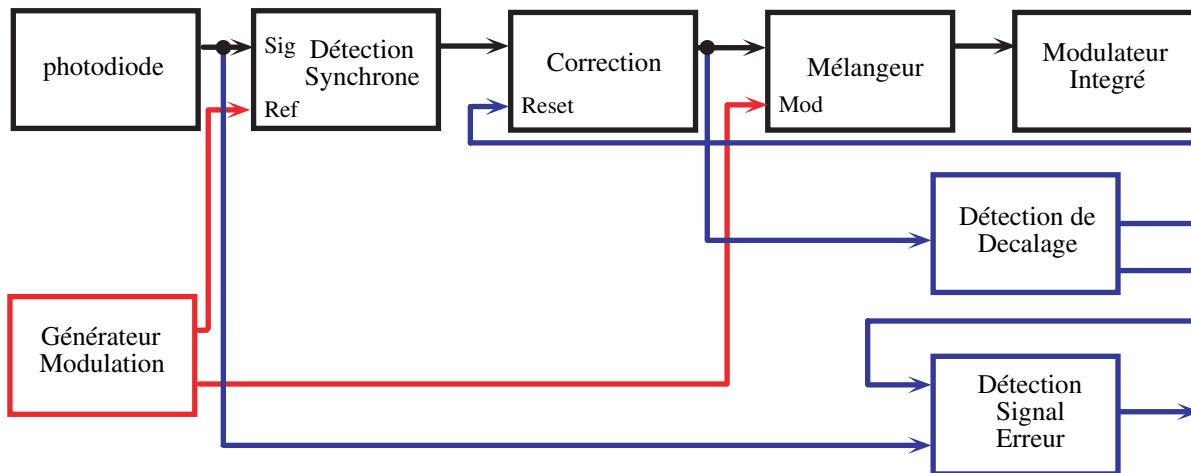 photodiode
Sig
Ref
Détection
Synchrone
Correction
Reset
Mélangeur
Mod
Modulateur
Integré
Détection de
Decalage
Générateur
Modulation
Détection
Signal
Erreur